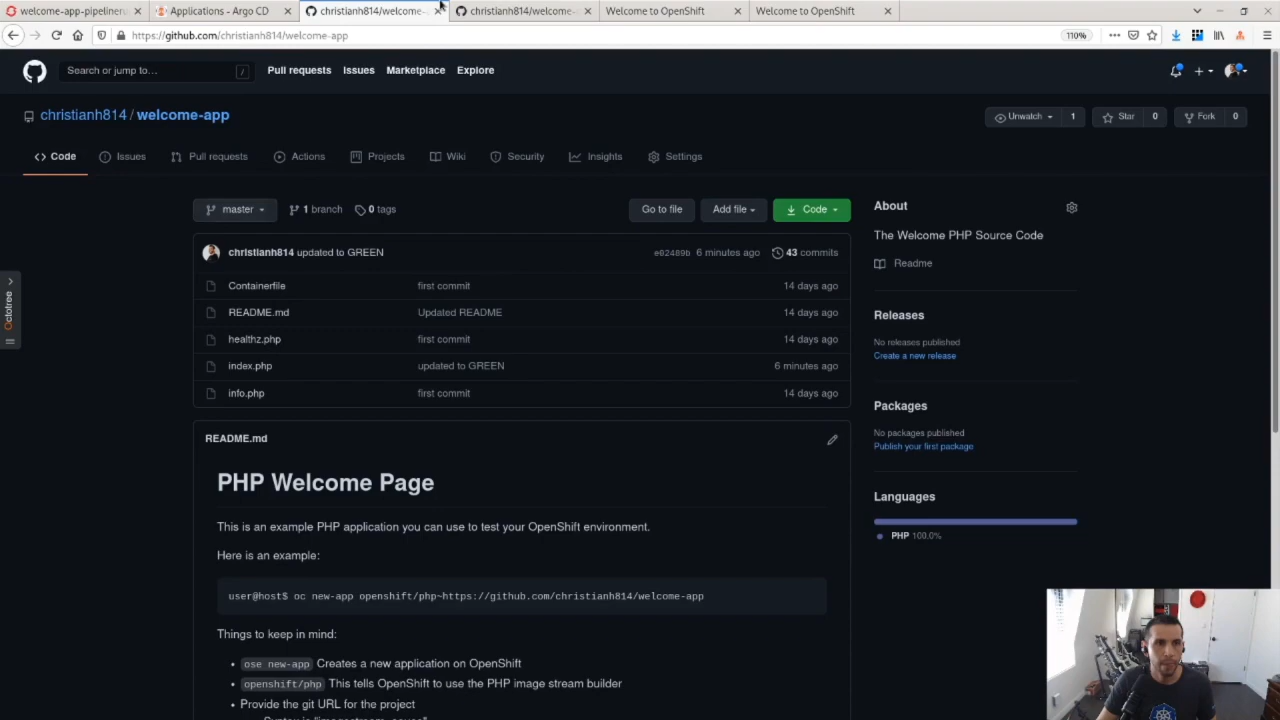 welcome-app-pipelineru
Applications - Argo CD
christianh814/welcome-
christianh814/welcome-
Welcome to OpenShift
Welcome to OpenShift
https://github.com/christianh814/welcome-app
110%
Search or jump to…
/
Pull requests
Issues
Marketplace
Explore
christianh814 / welcome-app
Unwatch
1
Star
0
Fork
0
Code
Issues
Pull requests
Actions
Projects
Wiki
Security
Insights
Settings
master
1 branch
0 tags
Go to file
Add file
Code
About
The Welcome PHP Source Code
Readme
christianh814 updated to GREEN
e02489b 6 minutes ago
43 commits
Containerfile
first commit
14 days ago
README.md
Updated README
14 days ago
healthz.php
first commit
14 days ago
index.php
updated to GREEN
6 minutes ago
info.php
first commit
14 days ago
Octotree
Releases
No releases published
Create a new release
Packages
No packages published
Publish your first package
Languages
PHP 100.0%
README.md
PHP Welcome Page
This is an example PHP application you can use to test your OpenShift environment.
Here is an example:
user@host$ oc new-app openshift/php~https://github.com/christianh814/welcome-app
Things to keep in mind:
ose new-app Creates a new application on OpenShift
openshift/php This tells OpenShift to use the PHP image stream builder
Provide the git URL for the project